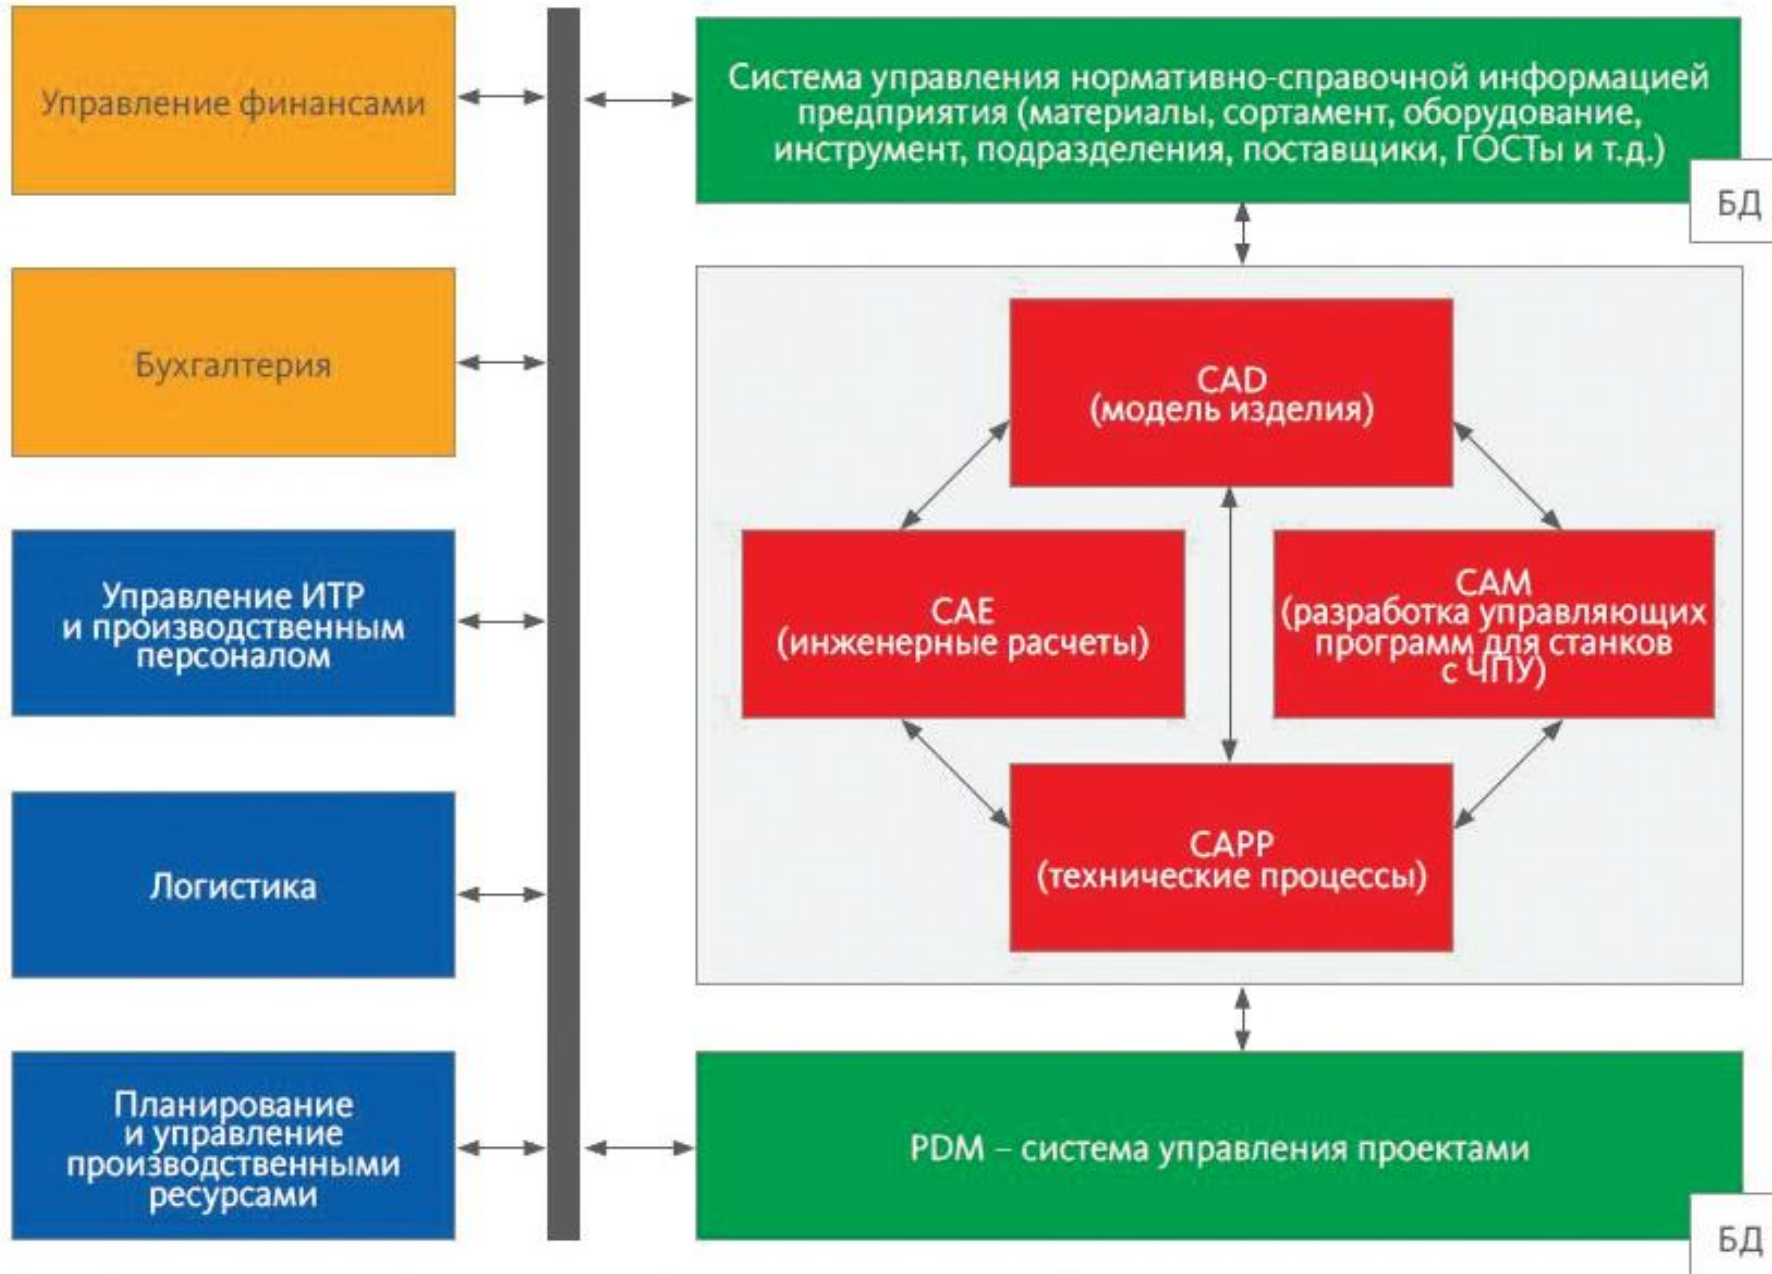 Управление финансами
Бухгалтерия
Управление ИТР
и производственным
персоналом
Логистика
Планирование
и управление
производственными
ресурсами
Система управления нормативно-справочной информацией
предприятия (материалы, сортамент, оборудование,
инструмент, подразделения, поставщики, ГОСТы и т.д.)
БД
CAD
(модель изделия)
CAE
(инженерные расчеты)
CAM
(разработка управляющих
программ для станков
с ЧПУ)
CAPP
(технические процессы)
PDM – система управления проектами
БД